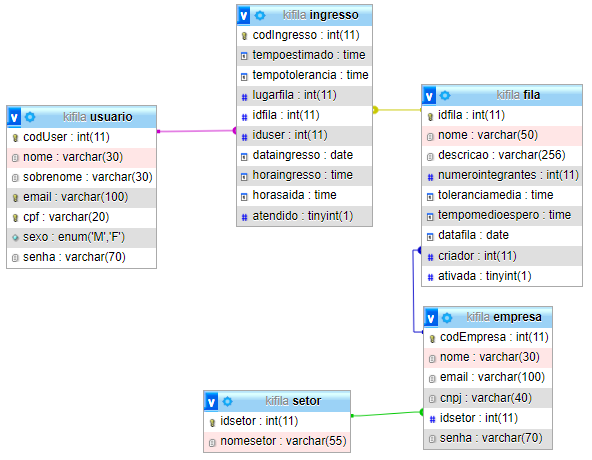 kifila ingresso
codIngresso : int(11)
tempoestimado : time
tempotolerancia : time
lugarfila : int(11)
idfila : int(11)
iduser : int(11)
dataingresso : date
horaingresso : time
horasaida : time
atendido : tinyint(1)
kifila fila
idfila : int(11)
nome : varchar(50)
descricao : varchar(256)
numerointegrantes : int(11)
toleranciamedia : time
tempomedioespero : time
datafila : date
criador : int(11)
ativada : tinyint(1)
kifila usuario
codUser : int(11)
nome : varchar(30)
sobrenome : varchar(30)
email : varchar(100)
cpf : varchar(20)
sexo : enum('M','F')
senha : varchar(70)
kifila empresa
codEmpresa : int(11)
nome : varchar(30)
email : varchar(100)
cnpj : varchar(40)
idsetor : int(11)
senha : varchar(70)
kifila setor
idsetor : int(11)
nomesetor : varchar(55)